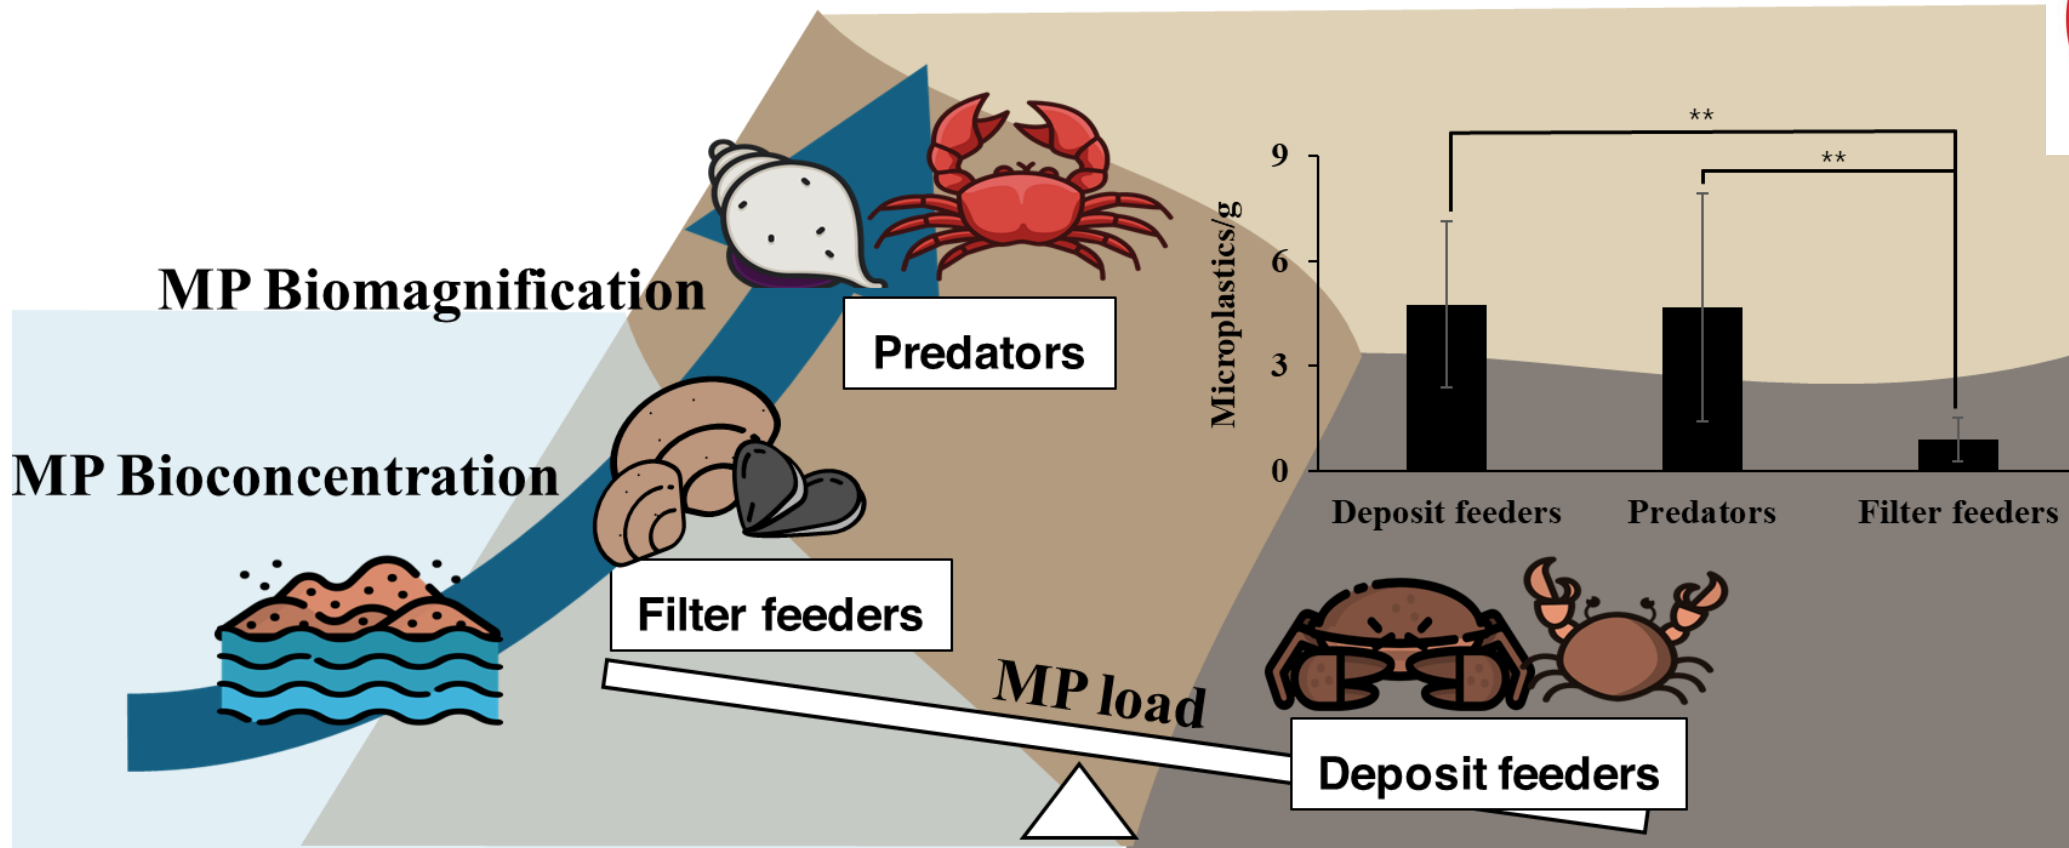 MP Biomagnification
MP Bioconcentration
Predators
Filter feeders
MP load
Deposit feeders
**
**
Microplastics/g
9
6
3
0
Deposit feeders
Predators
Filter feeders